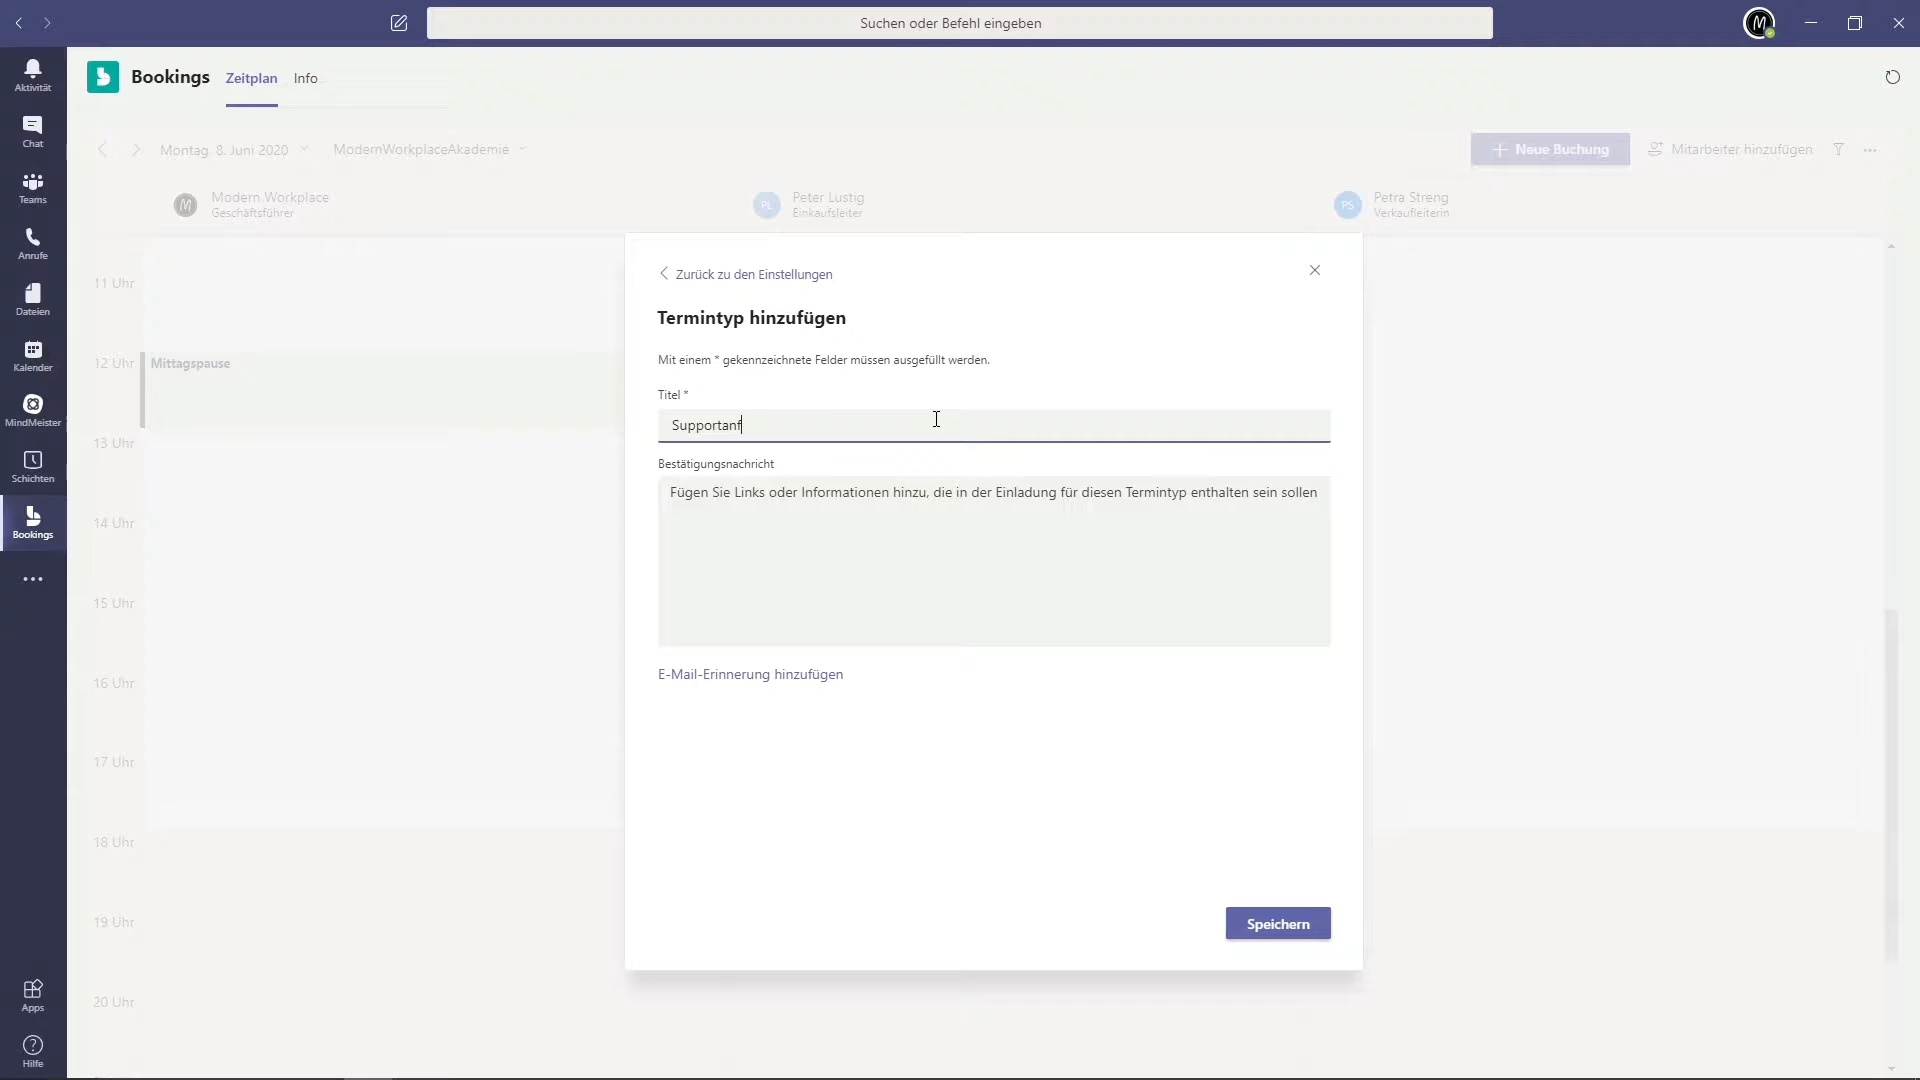 Suchen oder Befehl eingeben
Aktivität
Chat
Teams
Anrufe
Dateien
Kalender
MindMeister
Schichten
Bookings
Apps
Hilfe
Bookings Zeitplan Info
Montag, 8. Juni 2020 ModernWorkplaceAkademie
Neue Buchung Mitarbeiter hinzufügen
M Modern Workplace
Geschäftsführer
PL Peter Lustig
Einkaufsleiter
PS Petra Streng
Verkaufleiterin
11 Uhr
12 Uhr Mittagspause
13 Uhr
14 Uhr
15 Uhr
16 Uhr
17 Uhr
18 Uhr
19 Uhr
20 Uhr
Zurück zu den Einstellungen
Termintyp hinzufügen
Mit einem * gekennzeichnete Felder müssen ausgefüllt werden.
Titel *
Supportanf
Bestätigungsnachricht
Fügen Sie Links oder Informationen hinzu, die in der Einladung für diesen Termintyp enthalten sein sollen
E-Mail-Erinnerung hinzufügen
Speichern